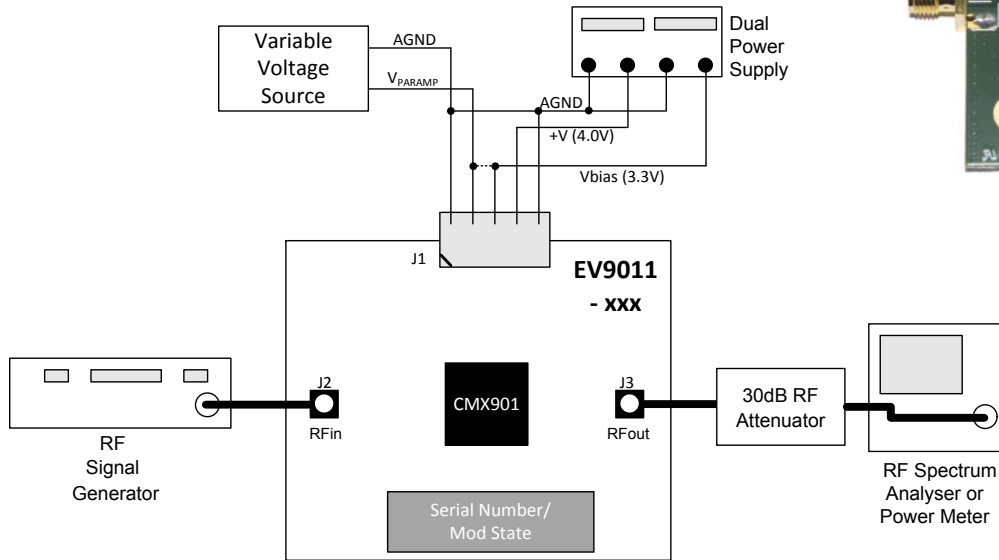 Variable
Voltage
Source
AGND
V_PARAMP
Dual
Power
Supply
AGND
+V (4.0V)
Vbias (3.3V)
J1
EV9011
- xxx
J2
RFin
CMX901
J3
RFout
30dB RF
Attenuator
RF
Signal
Generator
RF Spectrum
Analyser or
Power Meter
Serial Number/
Mod State